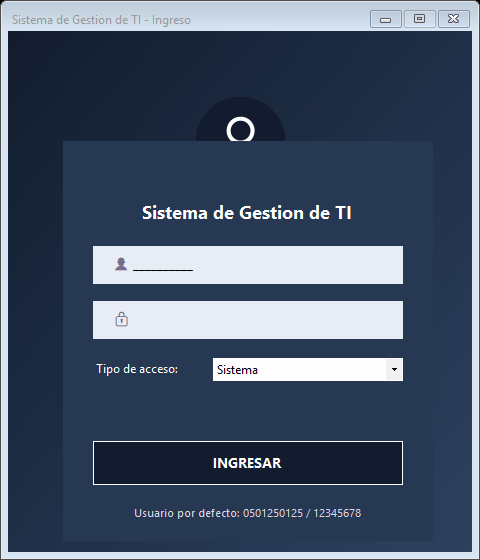 Sistema de Gestion de TI - Ingreso
Sistema de Gestion de TI
__________
Tipo de acceso:
Sistema
INGRESAR
Usuario por defecto: 0501250125 / 12345678